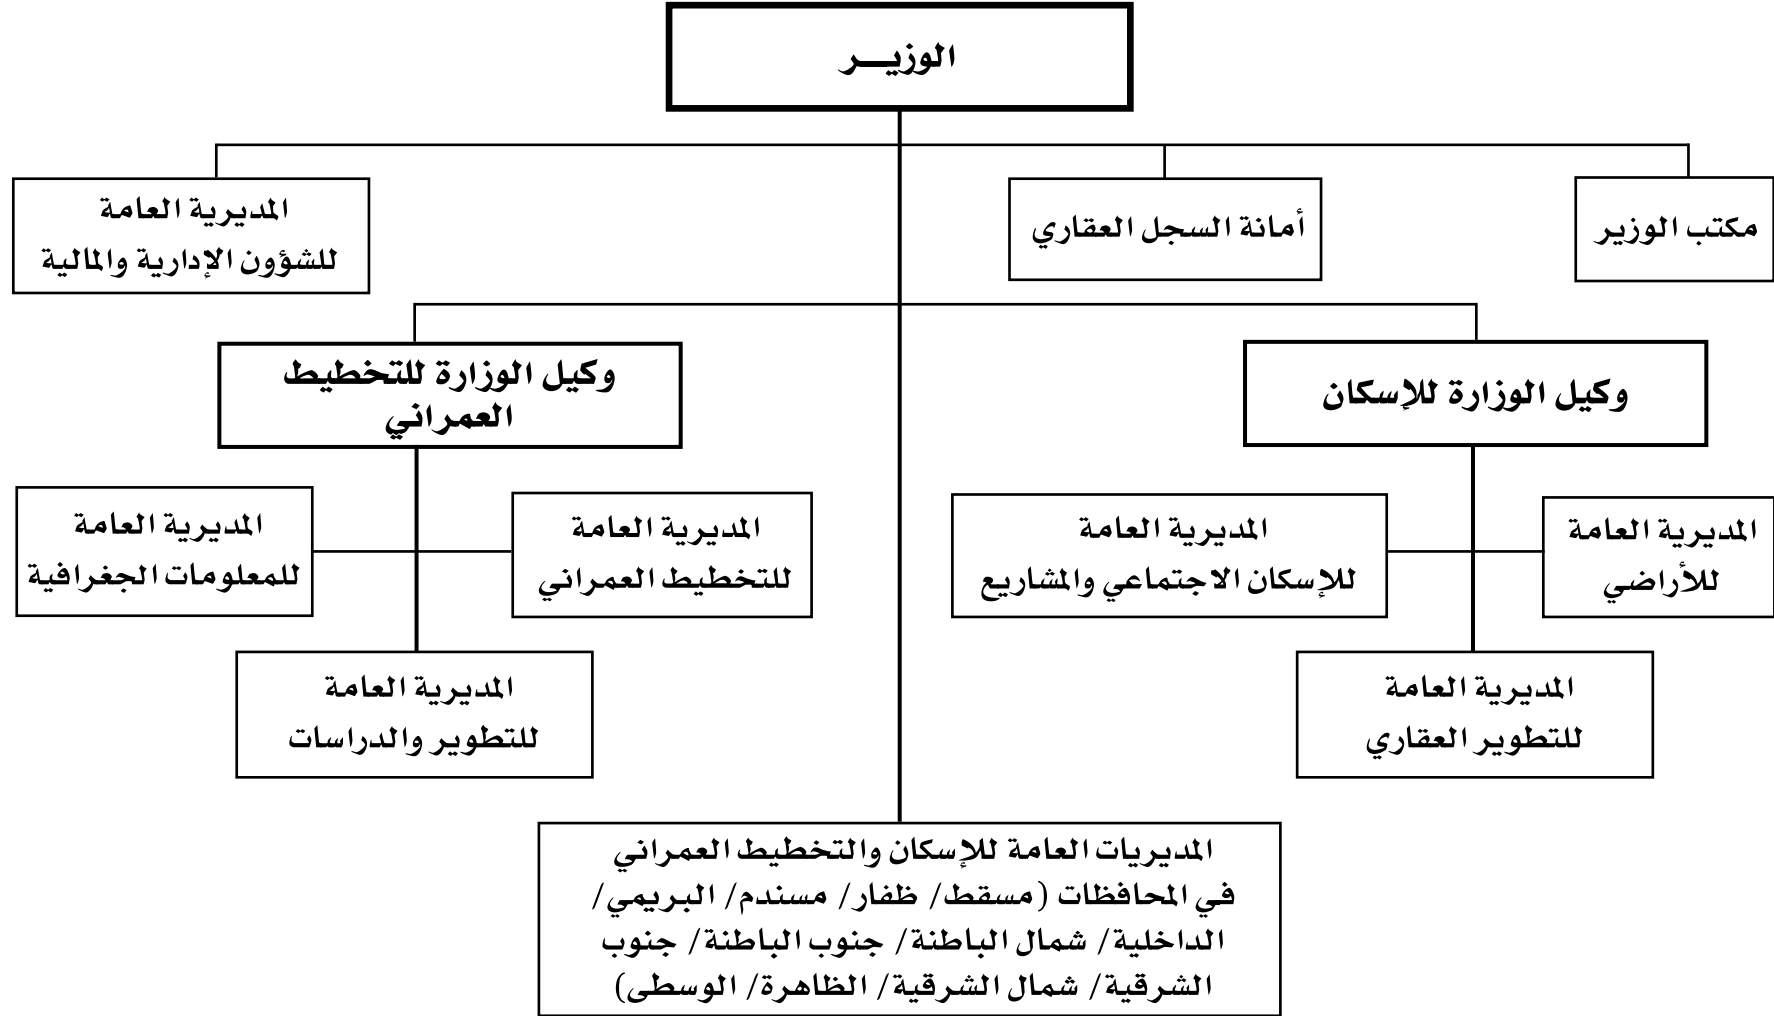 الوزيـــر
مكتب الوزير
أمانة السجل العقاري
المديرية العامة
للشؤون الإدارية والمالية
وكيل الوزارة للإسكان
وكيل الوزارة للتخطيط
العمراني
المديرية العامة
للأراضي
المديرية العامة
للإسكان الاجتماعي والمشاريع
المديرية العامة
للتخطيط العمراني
المديرية العامة
للمعلومات الجغرافية
المديرية العامة
للتطوير العقاري
المديرية العامة
للتطوير والدراسات
المديريات العامة للإسكان والتخطيط العمراني
في المحافظات (مسقط/ ظفار/ مسندم/ البريمي/
الداخلية/ شمال الباطنة/ جنوب الباطنة/ جنوب
الشرقية/ شمال الشرقية/ الظاهرة/ الوسطى)